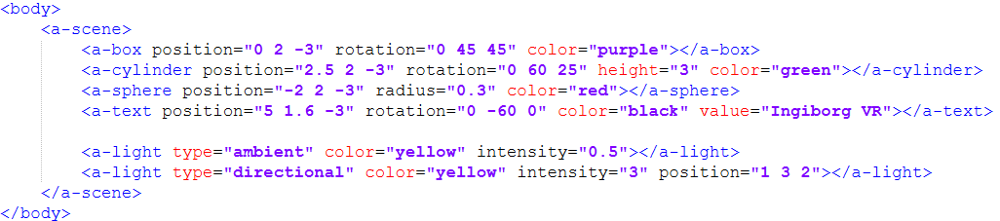 <body>
<a-scene>
<a-box position="0 2 -3" rotation="0 45 45" color="purple"></a-box>
<a-cylinder position="2.5 2 -3" rotation="0 60 25" height="3" color="green"></a-cylinder>
<a-sphere position="-2 2 -3" radius="0.3" color="red"></a-sphere>
<a-text position="5 1.6 -3" rotation="0 -60 0" color="black" value="Ingiborg VR"></a-text>
<a-light type="ambient" color="yellow" intensity="0.5"></a-light>
<a-light type="directional" color="yellow" intensity="3" position="1 3 2"></a-light>
</a-scene>
</body>